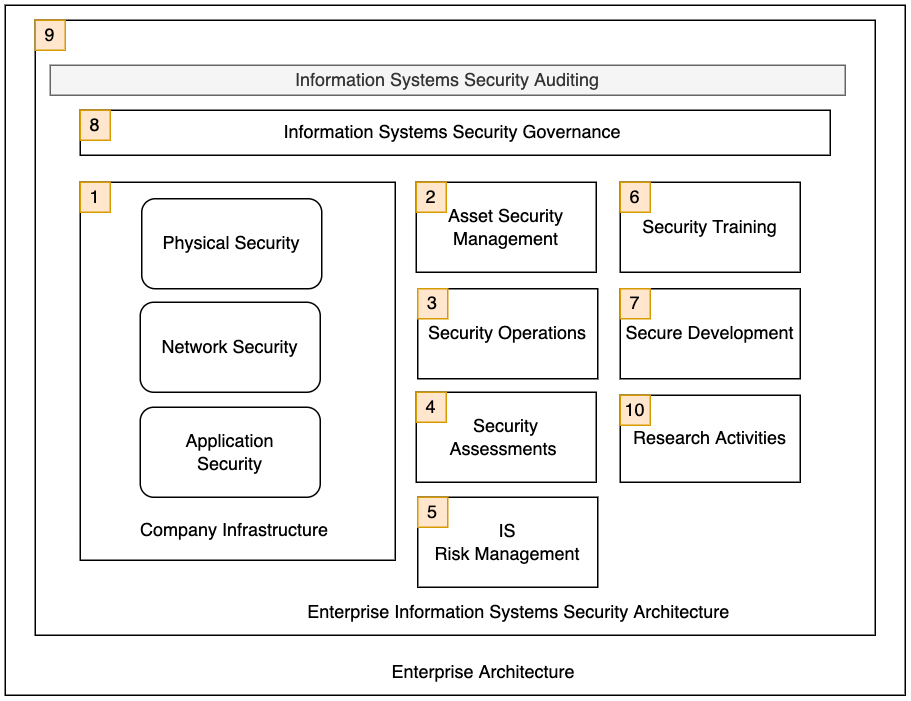 9
Information Systems Security Auditing
8
Information Systems Security Governance
1
Physical Security
Network Security
Application
Security
Company Infrastructure
2
Asset Security
Management
3
Security Operations
4
Security
Assessments
5
IS
Risk Management
6
Security Training
7
Secure Development
10
Research Activities
Enterprise Information Systems Security Architecture
Enterprise Architecture